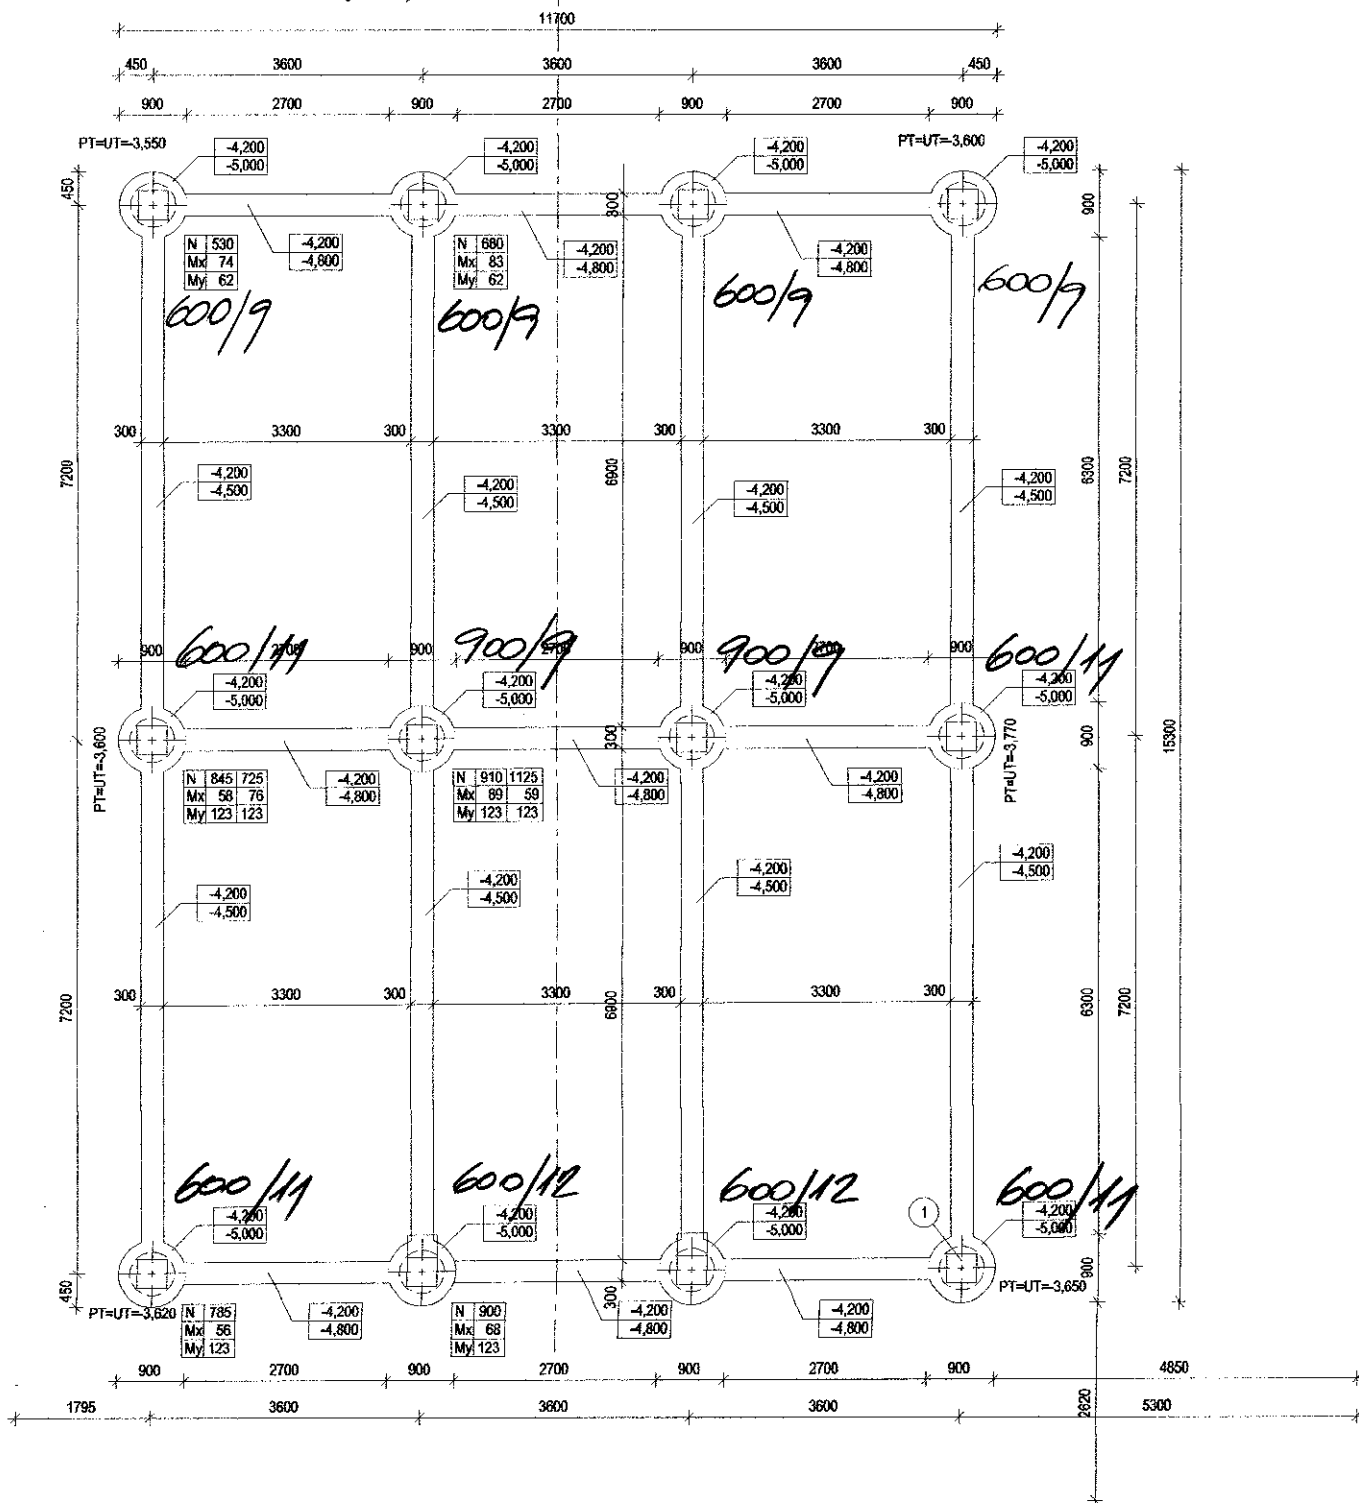 11700
450 3600 3600 3600 450
900 2700 900 2700 900 2700 900
PT=UT=-3,550 PT=UT=-3,600
-4,200 -4,200 -4,200 -4,200
-5,000 -5,000 -5,000 -5,000
450 300 900
N 530 N 680
Mx 74 Mx 83
My 62 My 62
-4,200 -4,200 -4,200
-4,800 -4,800 -4,800
600/9 600/9 600/9 600/9
300 3300 300 3300 300 3300 300
7200 6900 6300 7200
-4,200 -4,200 -4,200 -4,200
-4,500 -4,500 -4,500 -4,500
600/11 900/9 900/9 600/11
900 2700 900 2700 900 2700 900
-4,200 -4,200 -4,200 -4,200
-5,000 -5,000 -5,000 -5,000
PT=UT=-3,600 300 PT=UT=-3,770 900 15300
N 845 725 N 910 1125
Mx 58 76 Mx 89 59
My 123 123 My 123 123
-4,200 -4,200 -4,200
-4,800 -4,800 -4,800
-4,200 -4,200 -4,200 -4,200
-4,500 -4,500 -4,500 -4,500
300 3300 300 3300 300 3300 300
7200 6900 6300 7200
600/11 600/12 600/12 600/11
-4,200 -4,200 -4,200 1 -4,200
-5,000 -5,000 -5,000 -5,000
450 300 900
PT=UT=-3,620 PT=UT=-3,650
N 785 N 900
Mx 56 Mx 68
My 123 My 123
-4,200 -4,200 -4,200
-4,800 -4,800 -4,800
900 2700 900 2700 900 2700 900 4850
1795 3600 3600 3600 2620 5300